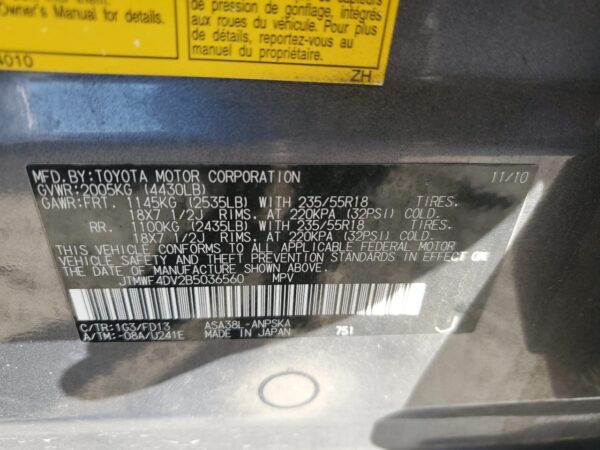 Owner's Manual for details.
de pression de gonflage, intégrés
aux roues du véhicule. Pour plus
de détails, reportez-vous au
manuel du propriétaire.
4010
ZH
MFD.BY:TOYOTA MOTOR CORPORATION 11/10
GVWR:2005KG (4430LB)
GAWR:FRT. 1145KG (2535LB) WITH 235/55R18 TIRES.
18X7 1/2J RIMS. AT 220KPA (32PSI) COLD.
RR. 1100KG (2435LB) WITH 235/55R18 TIRES.
18X7 1/2J RIMS. AT 220KPA (32PSI) COLD.
THIS VEHICLE CONFORMS TO ALL APPLICABLE FEDERAL MOTOR
VEHICLE SAFETY AND THEFT PREVENTION STANDARDS IN EFFECT ON
THE DATE OF MANUFACTURE SHOWN ABOVE.
JTMWF4DV2B5036560 MPV
C/TR:1G3/FD13 ASA38L-ANPSKA
A/TM:-08A/U241E MADE IN JAPAN 751 J